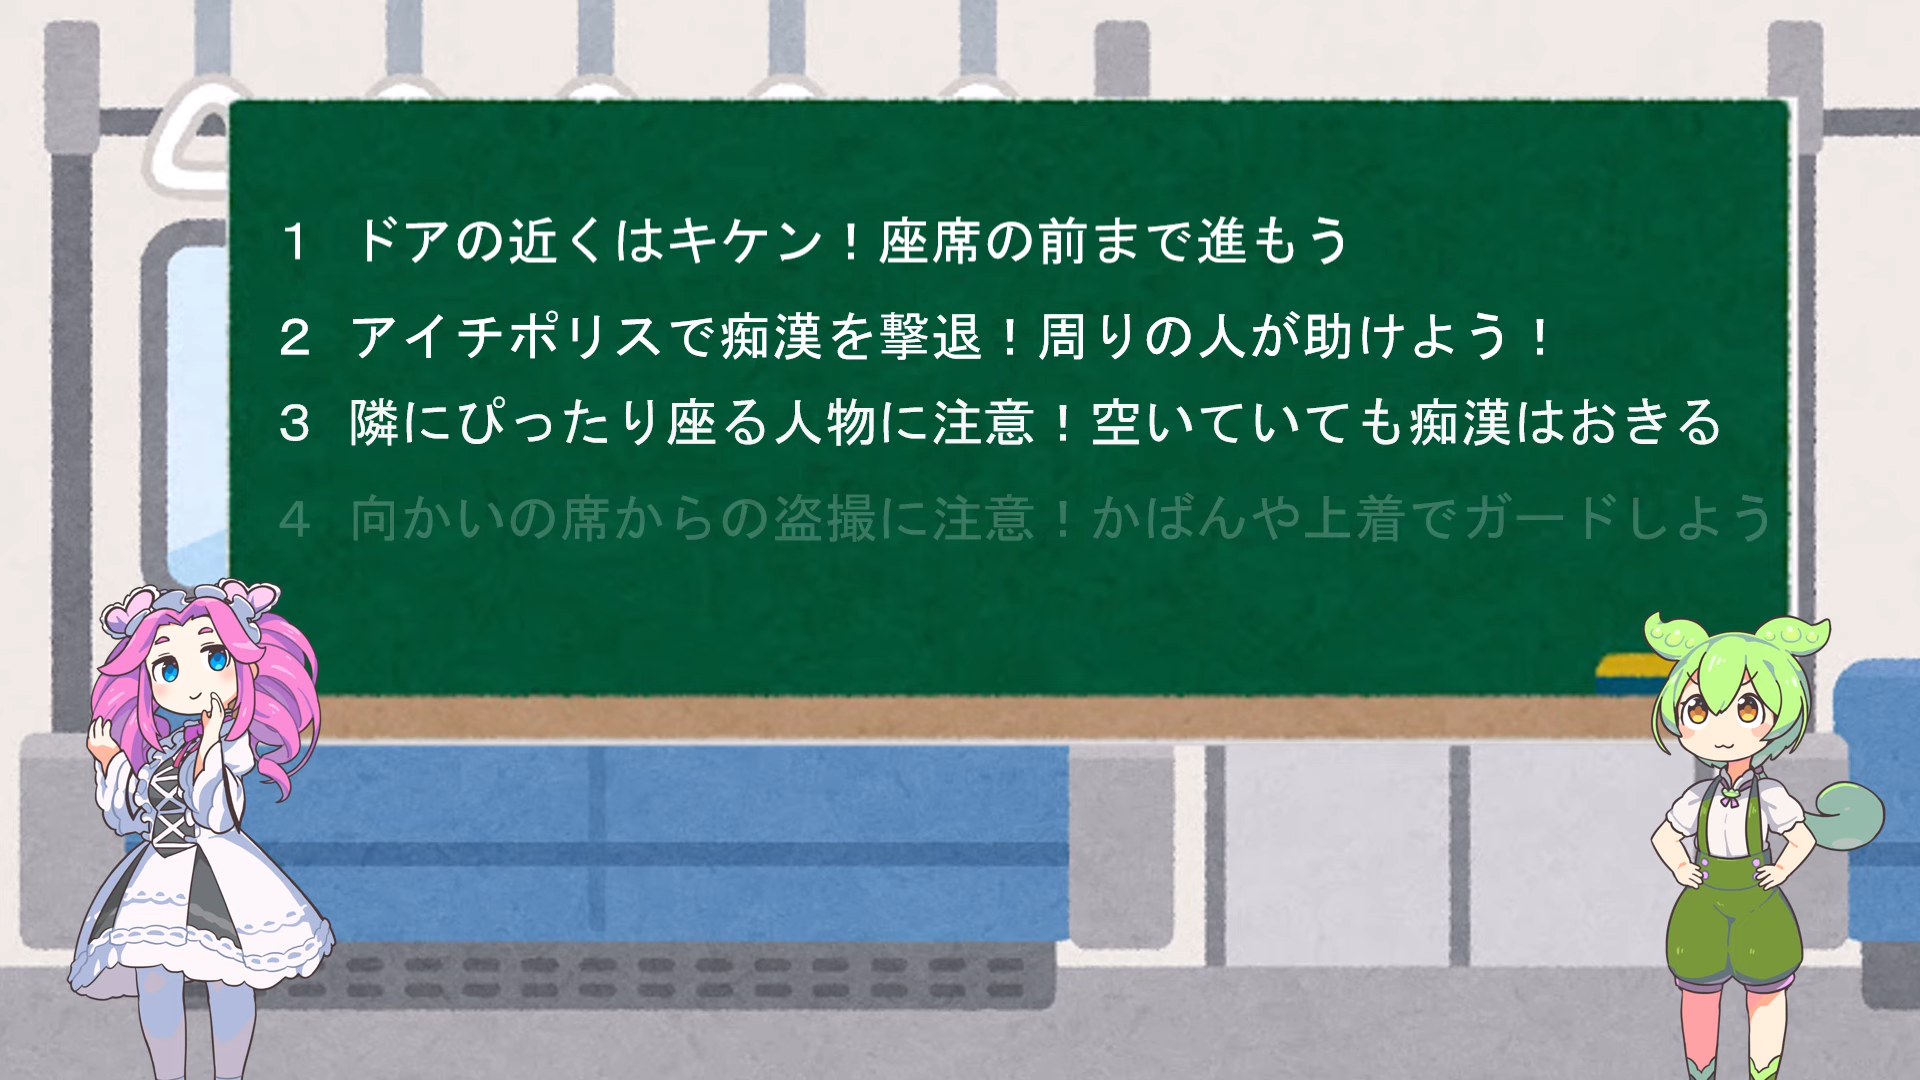 １ ドアの近くはキケン！座席の前まで進もう
２ アイチポリスで痴漢を撃退！周りの人が助けよう！
３ 隣にぴったり座る人物に注意！空いていても痴漢はおきる
４ 向かいの席からの盗撮に注意！かばんや上着でガードしよう